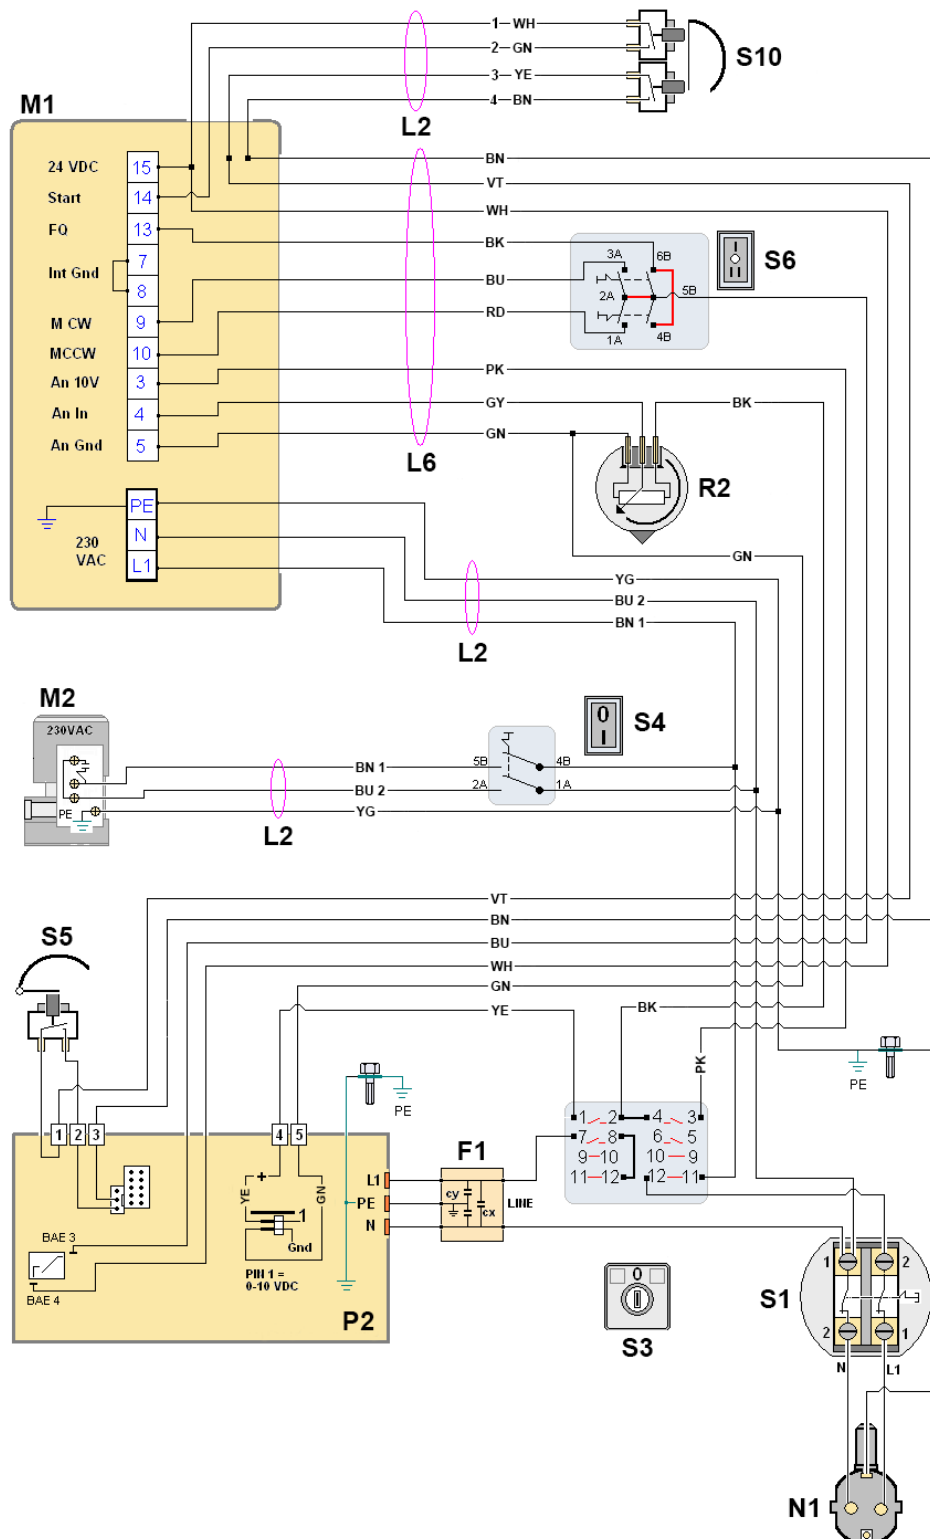 1 WH
2 GN
S10
3 YE
4 BN
M1
L2
24 VDC 15 BN
VT
Start 14 WH
FQ 13 BK
S6
3A 6B
Int Gnd 7
8 BU
2A 5B
M CW 9 RD
1A 4B
MCCW 10
An 10V 3 PK
An In 4 GY BK
An Gnd 5 GN
L6
R2
PE
N
230
VAC
L1
GN
YG
BU 2
BN 1
L2
M2
230VAC
0
I
S4
BN 1 5B 4B
BU 2 2A 1A
PE YG
L2
VT
BN
S5
BU
WH
GN
YE BK
PK
PE
PE
1 2 3 4 5
1 2 4 3
7 8 6 5
9 10 10 9
11 12 12 11
F1
L1
+
YE GN
cy
cx
LINE
PE
N
1
Gnd
BAE 3
BAE 4
PIN 1 =
0-10 VDC
P2
0
S3
1 2
S1
2 1
N L1
N1